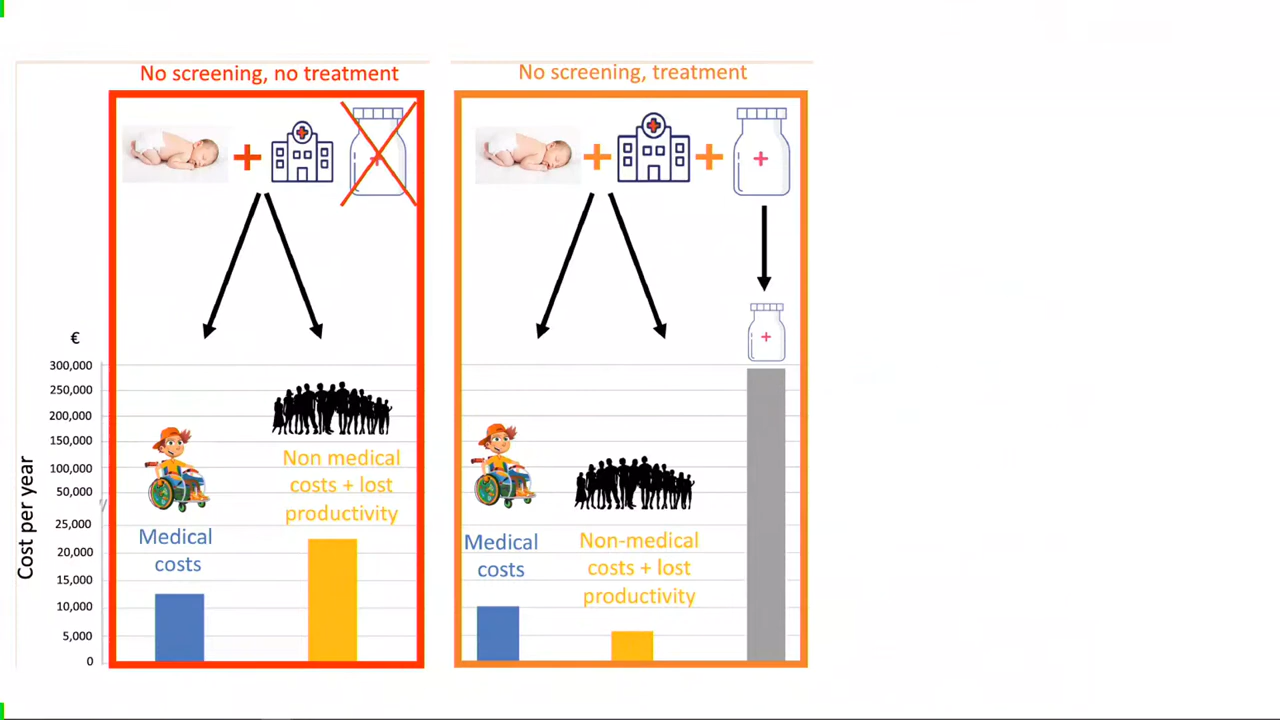 No screening, no treatment
No screening, treatment
€
300,000
250,000
200,000
150,000
100,000
50,000
25,000
20,000
15,000
10,000
5,000
0
Cost per year
Medical
costs
Non medical
costs + lost
productivity
Medical
costs
Non-medical
costs + lost
productivity